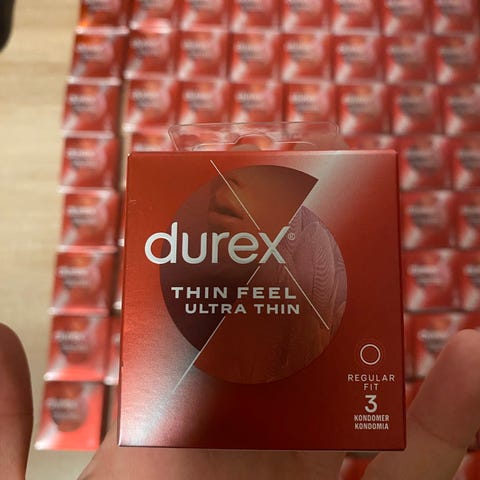 durex®
THIN FEEL
ULTRA THIN
REGULAR
FIT
3
KONDOMER
KONDOMIA